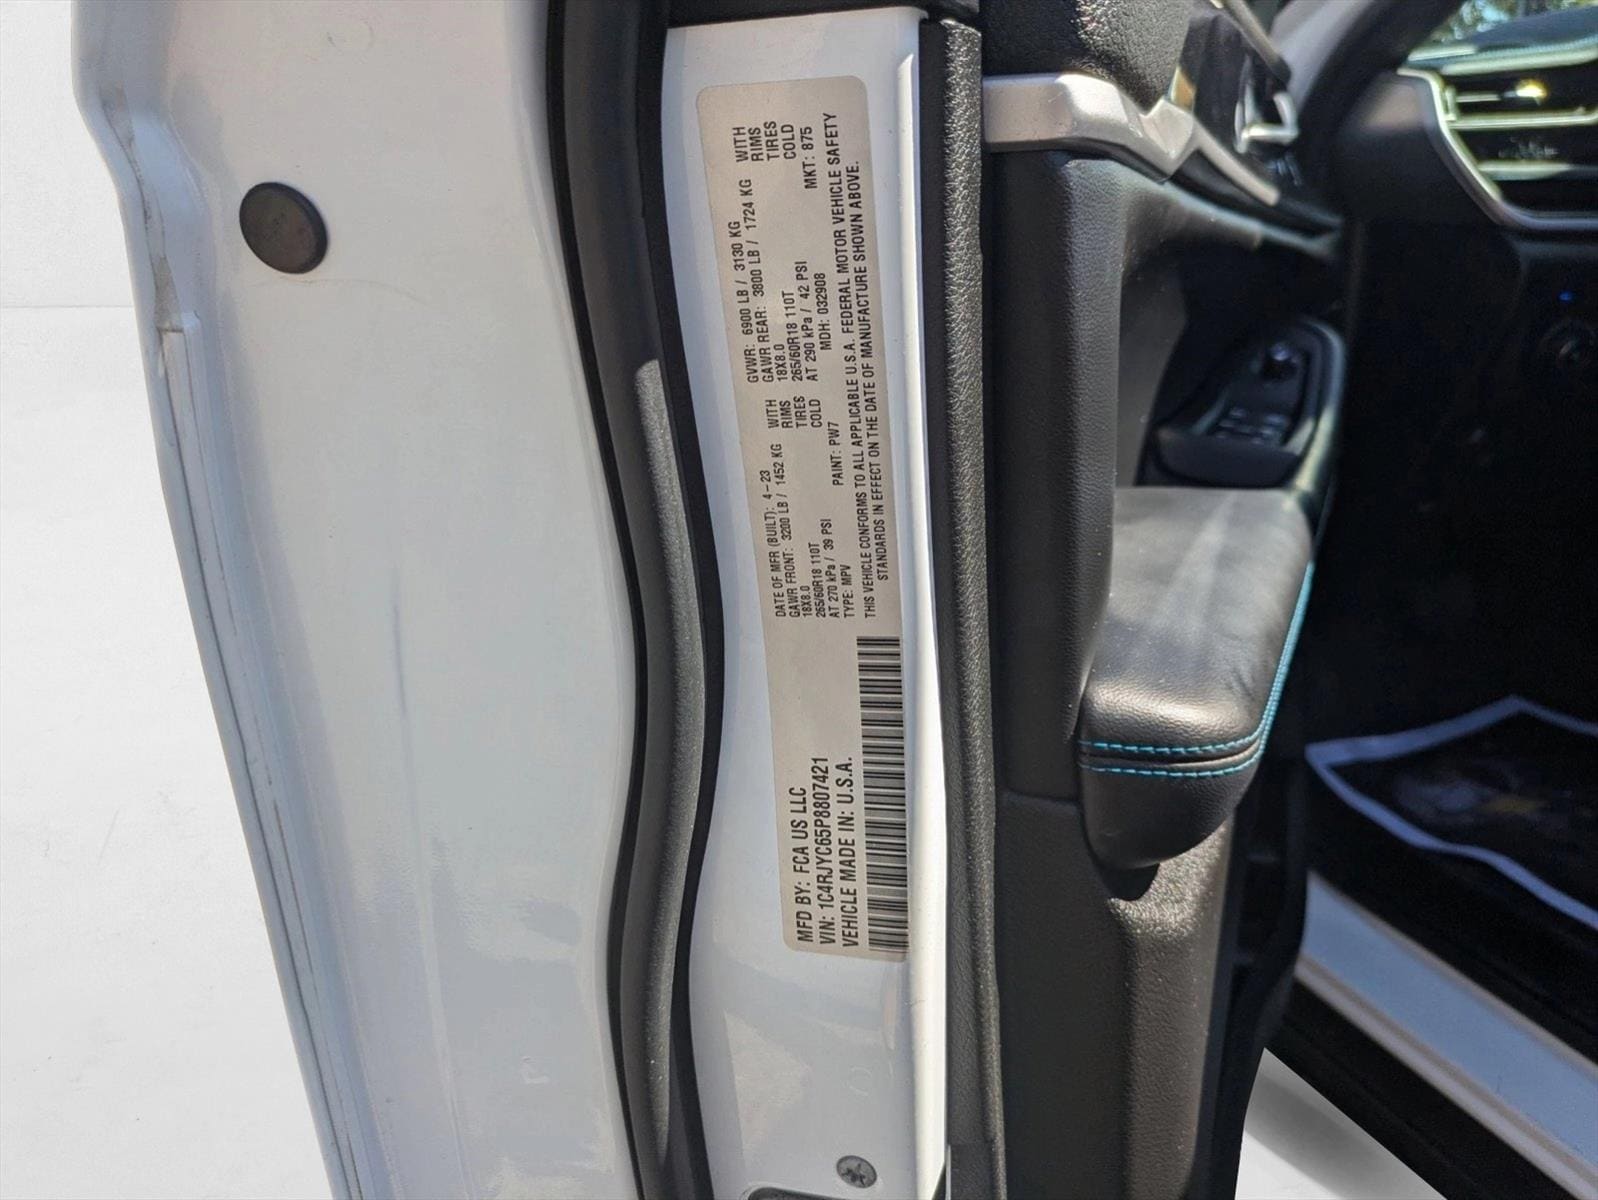 MFD BY: FCA US LLC
VIN: 1C4RJYC65P8807421
VEHICLE MADE IN: U.S.A.
DATE OF MFR (BUILT): 4-23 GVWR: 6900 LB / 3130 KG
GAWR FRONT: 3200 LB / 1452 KG WITH GAWR REAR: 3800 LB / 1724 KG WITH
18X8.0 RIMS 18X8.0 RIMS
265/60R18 110T TIRES 265/60R18 110T TIRES
AT 270 kPa / 39 PSI COLD AT 290 kPa / 42 PSI COLD
TYPE: MPV PAINT: PW7 MDH: 032908 MKT: 875
THIS VEHICLE CONFORMS TO ALL APPLICABLE U.S.A. FEDERAL MOTOR VEHICLE SAFETY
STANDARDS IN EFFECT ON THE DATE OF MANUFACTURE SHOWN ABOVE.